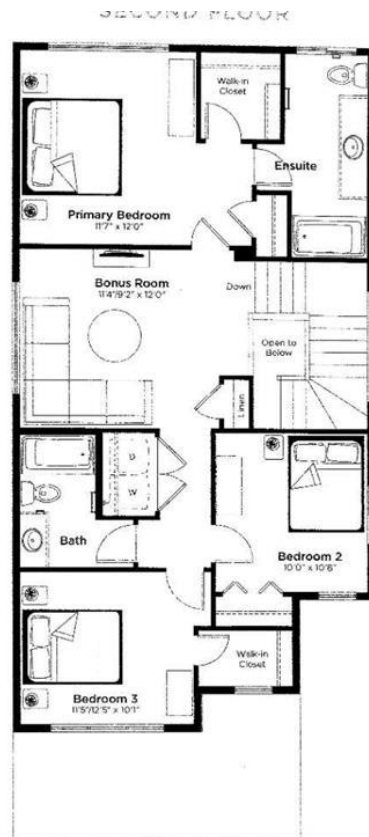 SECOND FLOOR
Walk-in
Closet
Ensuite
Primary Bedroom
11'7" x 12'0"
Bonus Room
11'4"/9'2" x 12'0"
Down
Open to
Below
Linen
D
W
Bath
Bedroom 2
10'0" x 10'6"
Walk-in
Closet
Bedroom 3
11'5"/12'5" x 10'1"